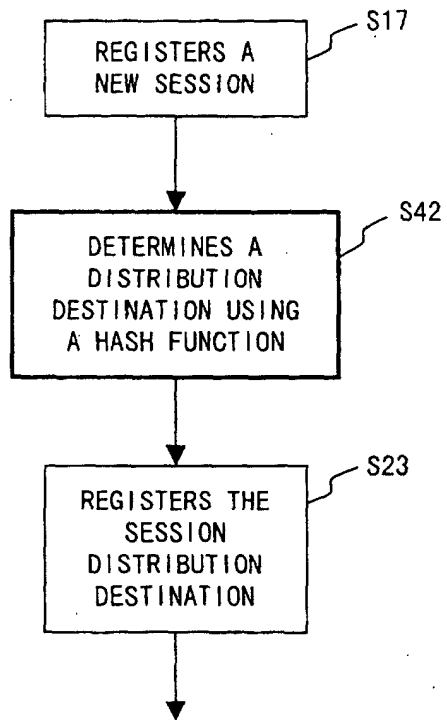 S17
REGISTERS A
NEW SESSION
S42
DETERMINES A
DISTRIBUTION
DESTINATION USING
A HASH FUNCTION
S23
REGISTERS THE
SESSION
DISTRIBUTION
DESTINATION